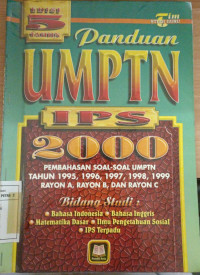 5
Tim
Panduan
UMPTN
IPS
2000
PEMBAHASAN SOAL-SOAL UMPTN
TAHUN 1995, 1996, 1997, 1998, 1999
RAYON A, RAYON B, DAN RAYON C
Bidang Studi :
• Bahasa Indonesia • Bahasa Inggris
• Matematika Dasar • Ilmu Pengetahuan Sosial
• IPS Terpadu